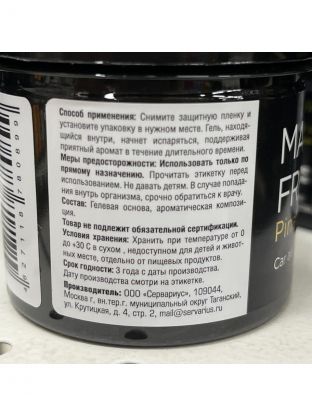 Способ применения: Снимите защитную пленку и
установите упаковку в нужном месте. Гель, находя-
щийся внутри, начнет испаряться, поддерживая
приятный аромат в течение длительного времени.
Меры предосторожности: Использовать только по
прямому назначению. Прочитать этикетку перед
использованием. Не давать детям. В случае попада-
ния внутрь организма, срочно обратиться к врачу.
Состав: Гелевая основа, ароматическая компози-
ция.
Товар не подлежит обязательной сертификации.
Условия хранения: Хранить при температуре от 0
до +30 С в сухом , недоступном для детей и живот-
ных месте, отдельно от пищевых продуктов.
Срок годности: 3 года с даты производства.
Дата производства смотри на этикетке.
Производитель: ООО «Сервариус», 109044,
Москва г, вн.тер.г. муниципальный округ Таганский,
ул. Крутицкая, д. 4, стр. 2, mail@servarius.ru
Car